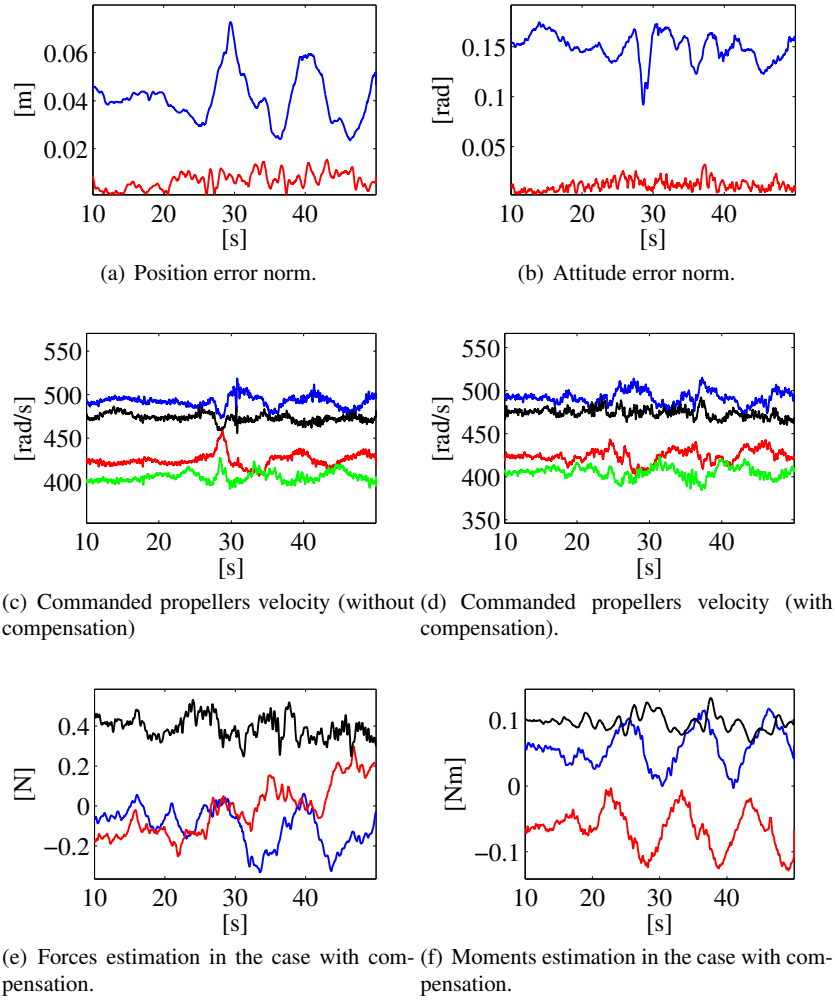 0.06
0.04
0.02
[m]
10 20 30 40
[s]
(a) Position error norm.
0.15
0.1
0.05
[rad]
10 20 30 40
[s]
(b) Attitude error norm.
550
500
450
400
[rad/s]
10 20 30 40
[s]
(c) Commanded propellers velocity (without
compensation)
550
500
450
400
350
[rad/s]
10 20 30 40
[s]
(d) Commanded propellers velocity (with
compensation).
0.4
0.2
0
−0.2
[N]
10 20 30 40
[s]
(e) Forces estimation in the case with com-
pensation.
0.1
0
−0.1
[Nm]
10 20 30 40
[s]
(f) Moments estimation in the case with com-
pensation.